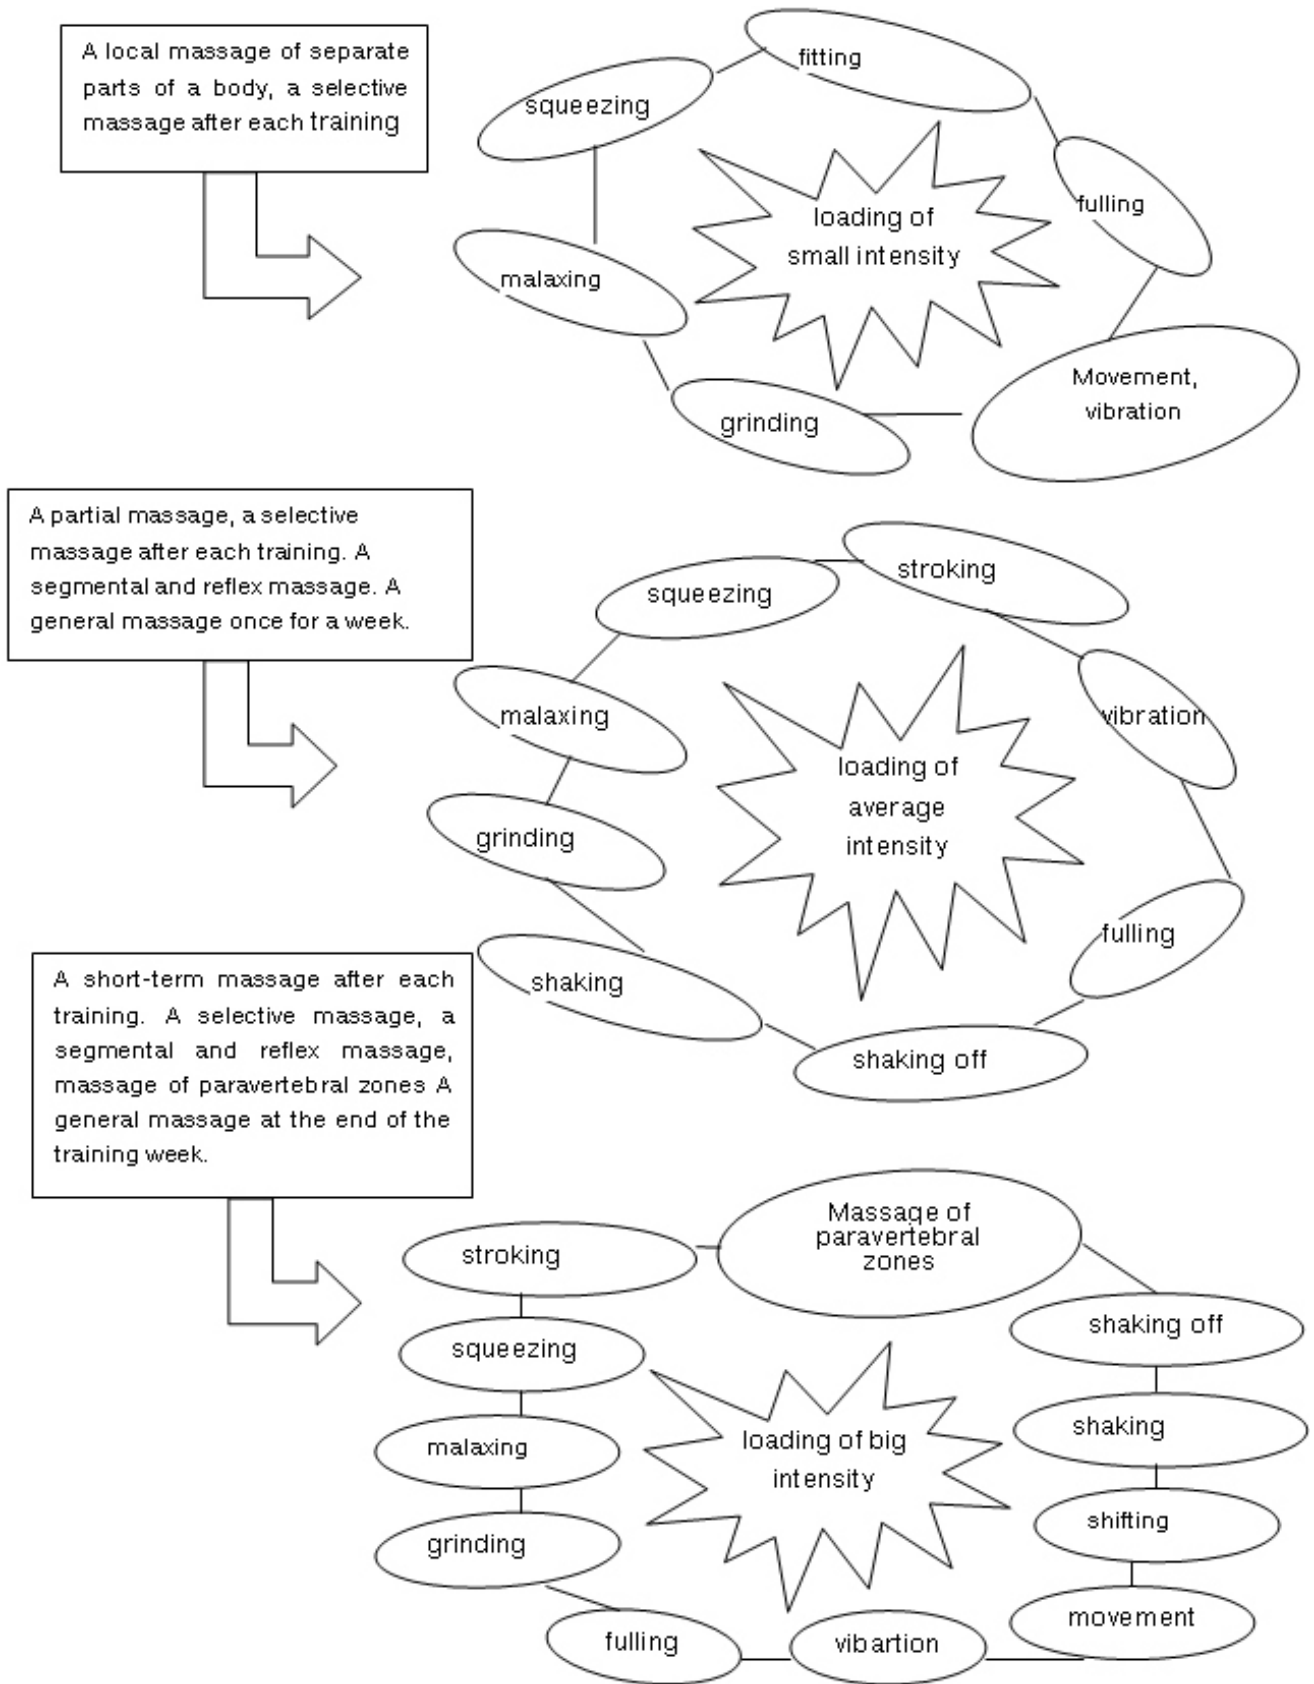 A local massage of separate
parts of a body, a selective
massage after each training
fitting
squeezing
fulling
loading of
small intensity
malaxing
Movement,
vibration
grinding
A partial massage, a selective
massage after each training. A
segmental and reflex massage. A
general massage once for a week.
stroking
squeezing
malaxing
vibration
loading of
average
intensity
grinding
fulling
shaking
shaking off
A short-term massage after each
training. A selective massage, a
segmental and reflex massage,
massage of paravertebral zones A
general massage at the end of the
training week.
Massage of
paravertebral
zones
stroking
shaking off
squeezing
shaking
malaxing
loading of big
intensity
shifting
grinding
movement
fulling
vibartion